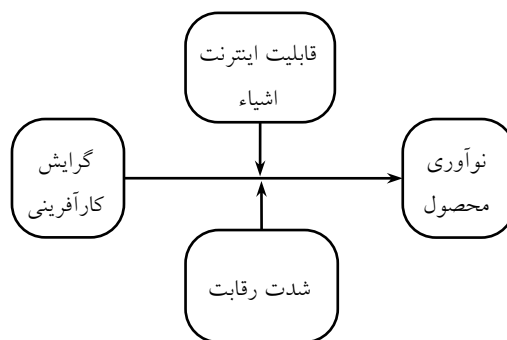 قابلیت اینترنت
اشیاء
نوآوری
محصول
گرایش
کارآفرینی
شدت رقابت